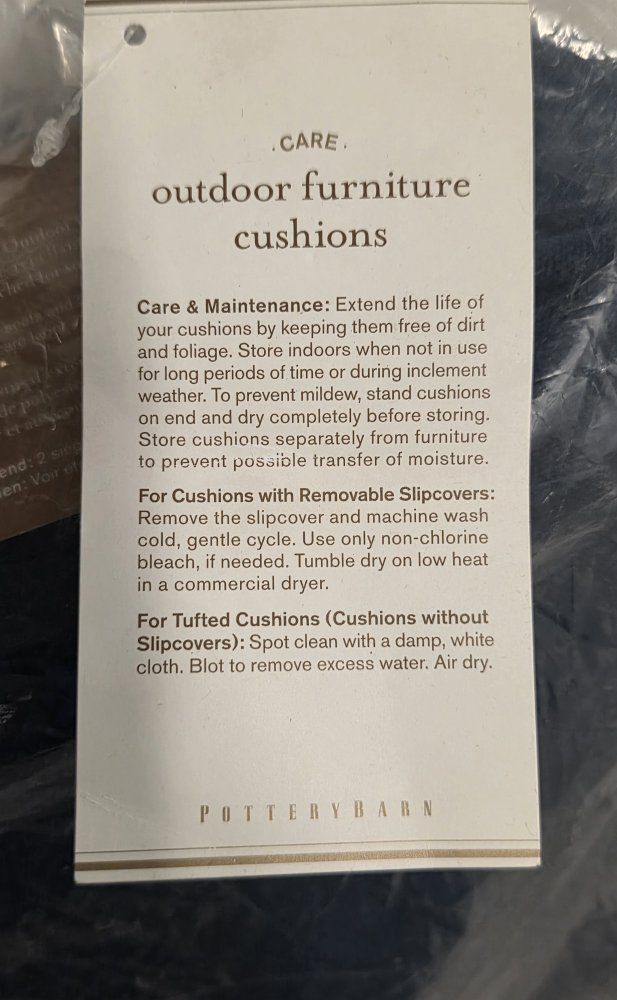 .CARE.
outdoor furniture
cushions
Care & Maintenance: Extend the life of
your cushions by keeping them free of dirt
and foliage. Store indoors when not in use
for long periods of time or during inclement
weather. To prevent mildew, stand cushions
on end and dry completely before storing.
Store cushions separately from furniture
to prevent possible transfer of moisture.
For Cushions with Removable Slipcovers:
Remove the slipcover and machine wash
cold, gentle cycle. Use only non-chlorine
bleach, if needed. Tumble dry on low heat
in a commercial dryer.
For Tufted Cushions (Cushions without
Slipcovers): Spot clean with a damp, white
cloth. Blot to remove excess water. Air dry.
POTTERYBARN
Outdoor